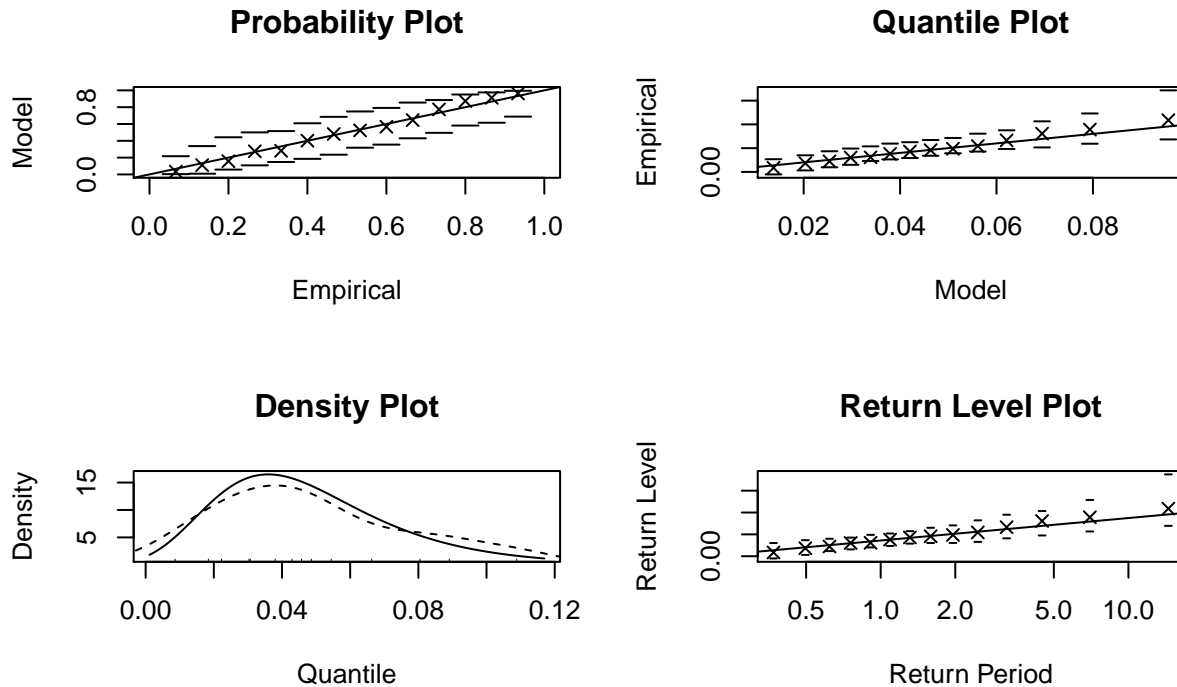 Probability Plot
Model
0.0 0.8
0.0 0.2 0.4 0.6 0.8 1.0
Empirical
Quantile Plot
Empirical
0.00
0.02 0.04 0.06 0.08
Model
Density Plot
Density
5 15
0.00 0.04 0.08 0.12
Quantile
Return Level Plot
Return Level
0.00
0.5 1.0 2.0 5.0 10.0
Return Period